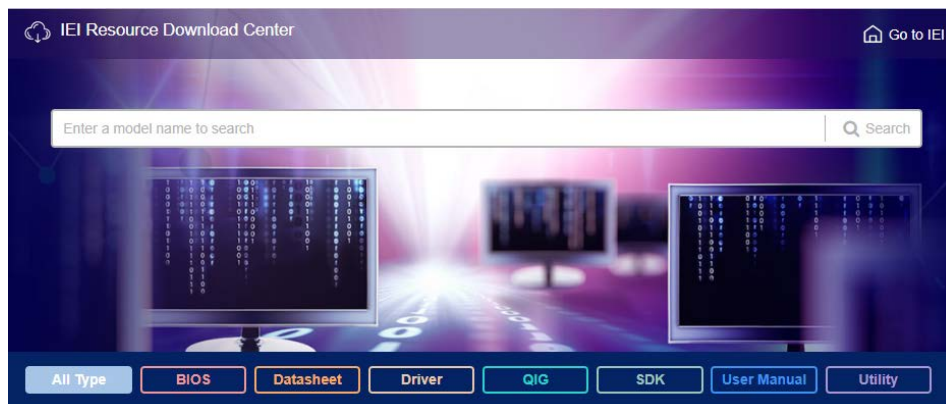 IEI Resource Download Center
Go to IEI
Enter a model name to search
Search
All Type
BIOS
Datasheet
Driver
QIG
SDK
User Manual
Utility